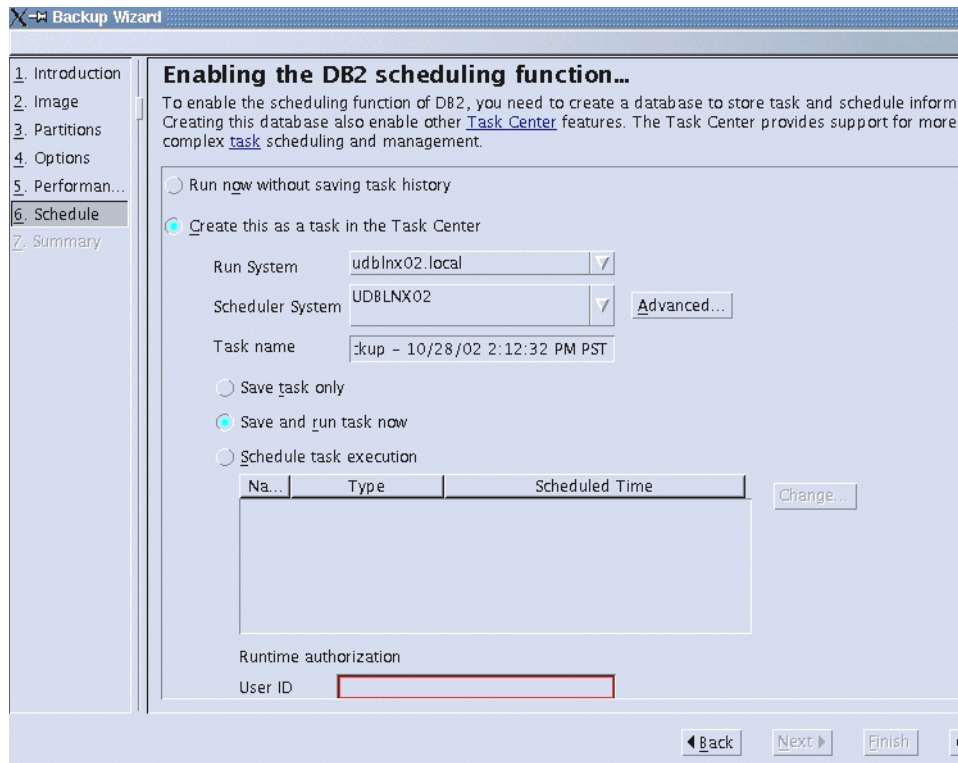 Backup Wizard
1. Introduction
2. Image
3. Partitions
4. Options
5. Performan...
6. Schedule
7. Summary
Enabling the DB2 scheduling function...
To enable the scheduling function of DB2, you need to create a database to store task and schedule inform
Creating this database also enable other Task Center features. The Task Center provides support for more
complex task scheduling and management.
Run now without saving task history
Create this as a task in the Task Center
Run System udblnx02.local
Scheduler System UDBLNX02 Advanced...
Task name kup - 10/28/02 2:12:32 PM PST
Save task only
Save and run task now
Schedule task execution
Na... Type Scheduled Time
Change...
Runtime authorization
User ID
Back Next Finish